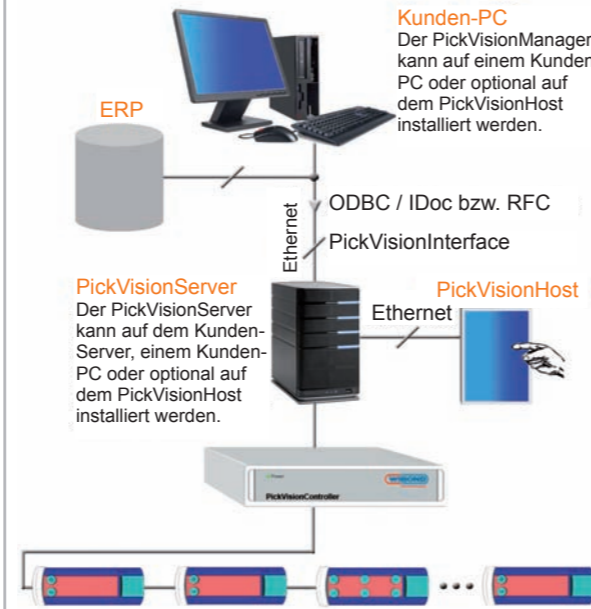 Kunden-PC
Der PickVisionManager
kann auf einem Kunden
PC oder optional auf
dem PickVisionHost
installiert werden.
ERP
ODBC / IDoc bzw. RFC
Ethernet
PickVisionInterface
PickVisionServer
Der PickVisionServer
kann auf dem Kunden-
Server, einem Kunden-
PC oder optional auf
dem PickVisionHost
installiert werden.
PickVisionHost
Ethernet
Power
PickVisionController